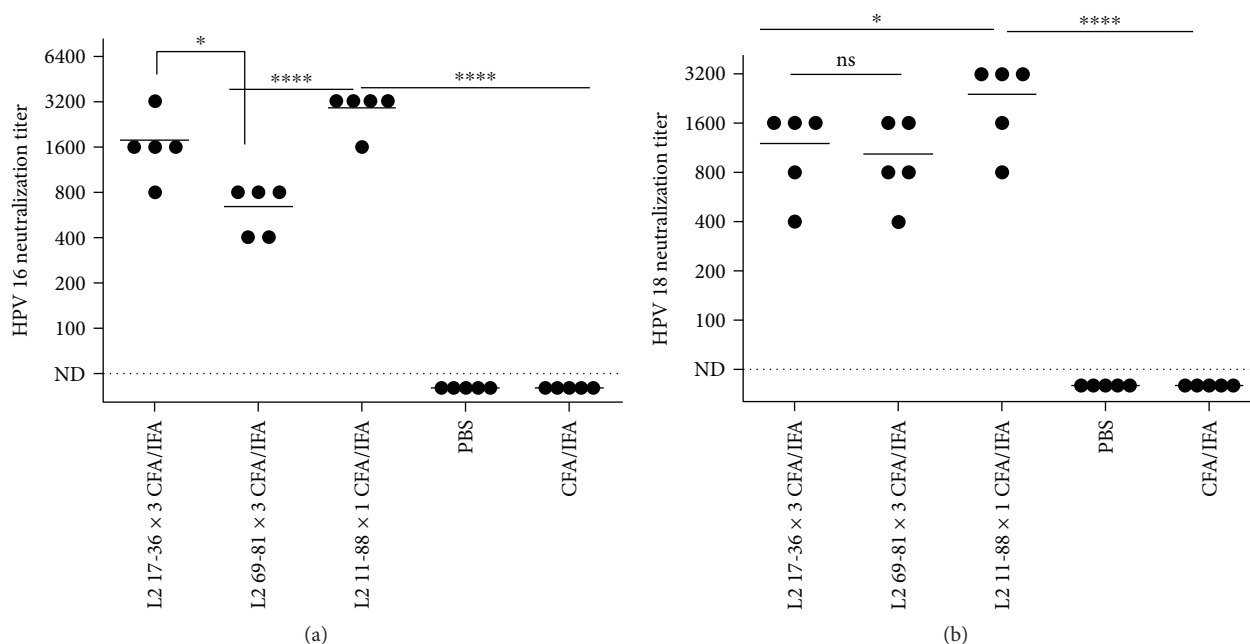 *
****
****
6400
3200
1600
800
400
200
100
ND
HPV 16 neutralization titer
L2 17-36 × 3 CFA/IFA
L2 69-81 × 3 CFA/IFA
L2 11-88 × 1 CFA/IFA
PBS
CFA/IFA
(a)
*
****
ns
3200
1600
800
400
200
100
ND
HPV 18 neutralization titer
L2 17-36 × 3 CFA/IFA
L2 69-81 × 3 CFA/IFA
L2 11-88 × 1 CFA/IFA
PBS
CFA/IFA
(b)